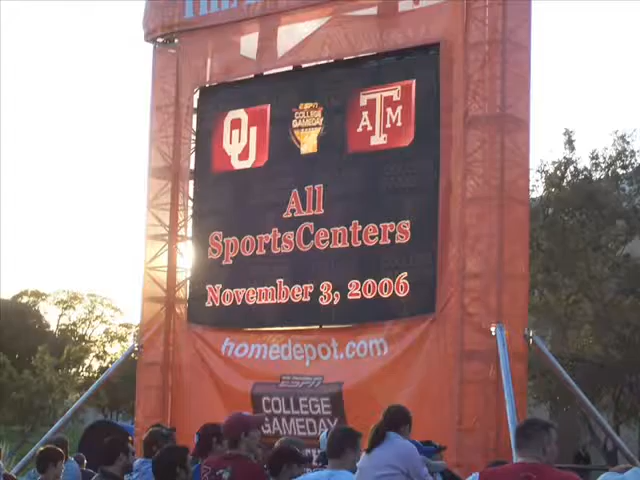 OU
ESPN
COLLEGE
GAMEDAY
ATM
All
SportsCenters
November 3, 2006
homedepot.com
ESPN
COLLEGE
GAMEDAY